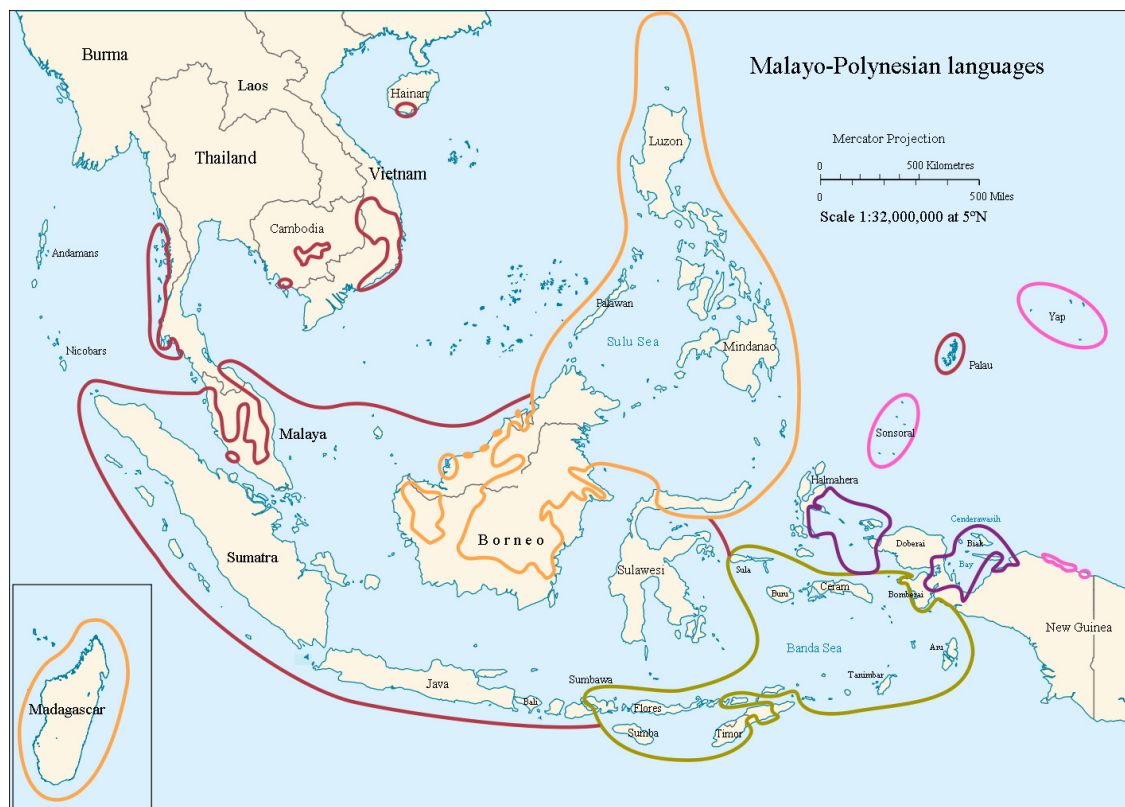 Malayo-Polynesian languages
Mercator Projection
0 500 Kilometres
0 500 Miles
Scale 1:32,000,000 at 5°N
Burma
Laos
Hainan
Luzon
Thailand
Vietnam
Cambodia
Andamans
Palawan
Yap
Nicobars
Sulu Sea
Mindanao
Palau
Malaya
Sonsoral
Halmahera
Cenderawasih
Borneo
Doberai
Biak
Sumatra
Bay
Sulawesi
Sula
Ceram
Buru
Bomberai
New Guinea
Banda Sea
Aru
Tanimbar
Sumbawa
Java
Bali
Flores
Madagascar
Sumba
Timor